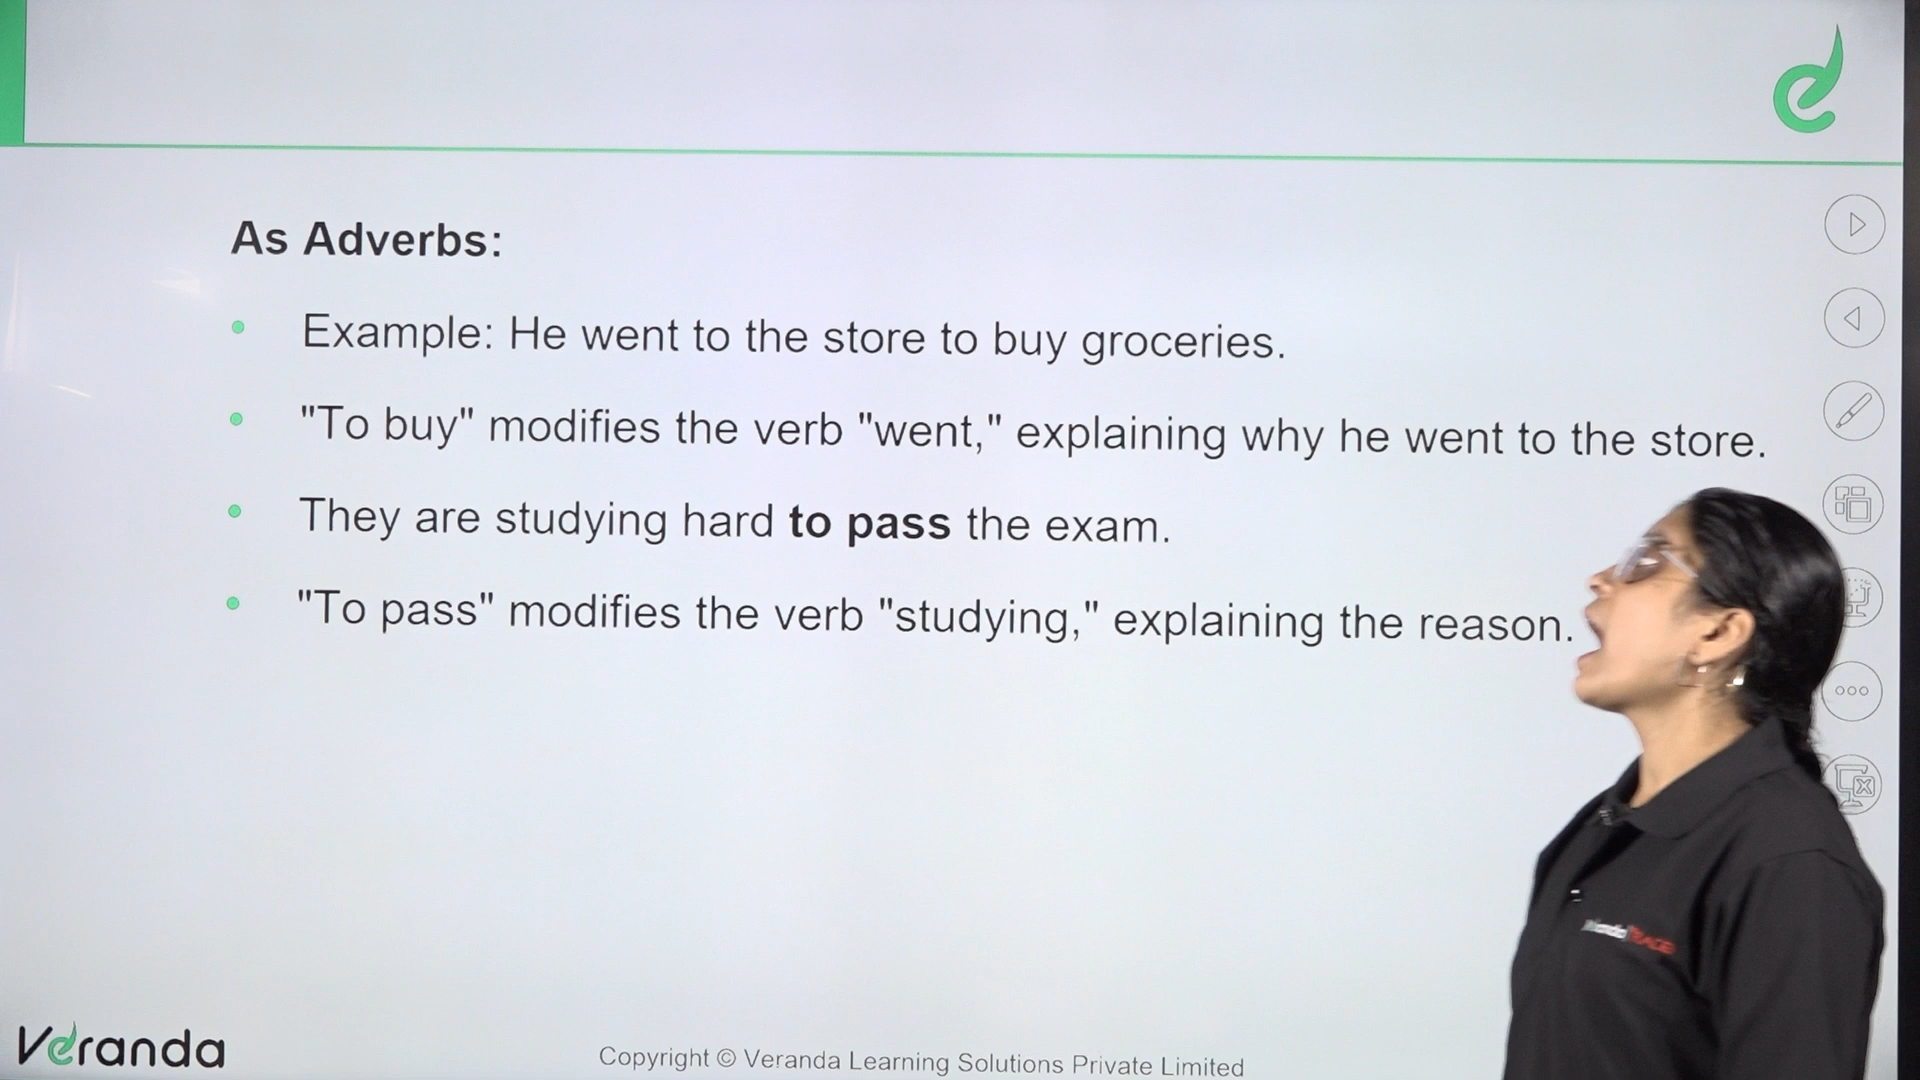 As Adverbs:
Example: He went to the store to buy groceries.
"To buy" modifies the verb "went," explaining why he went to the store.
They are studying hard to pass the exam.
"To pass" modifies the verb "studying," explaining the reason.
Veranda
Copyright © Veranda Learning Solutions Private Limited